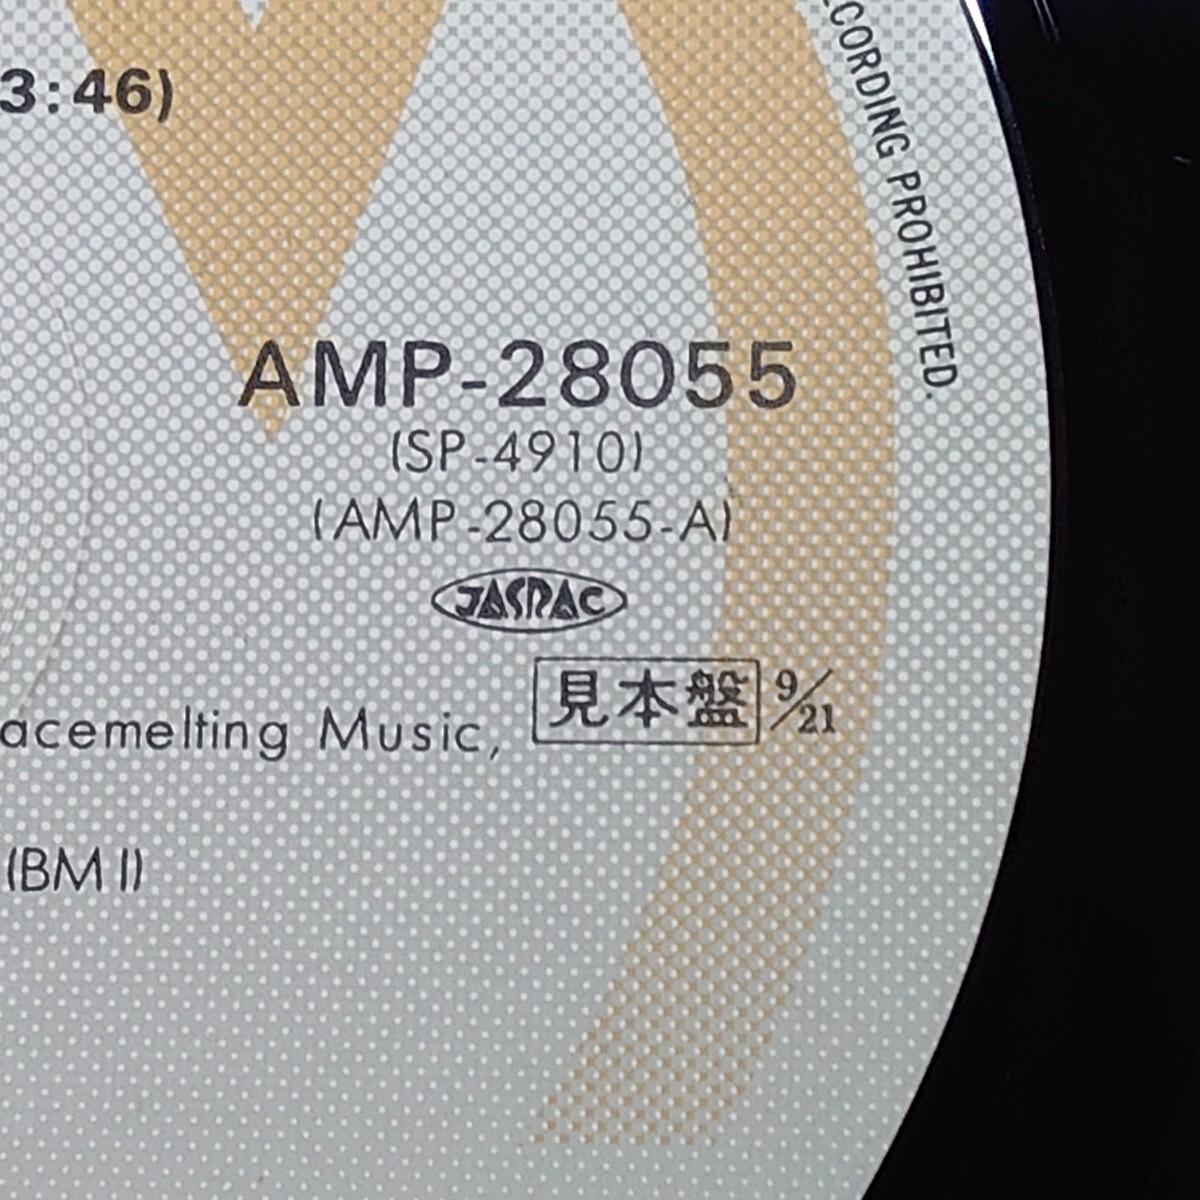 3:46)
CORDING PROHIBITED.
AMP-28055
(SP-4910)
(AMP-28055-A)
JASRAC
見本盤 9/21
acemelting Music,
(BMI)